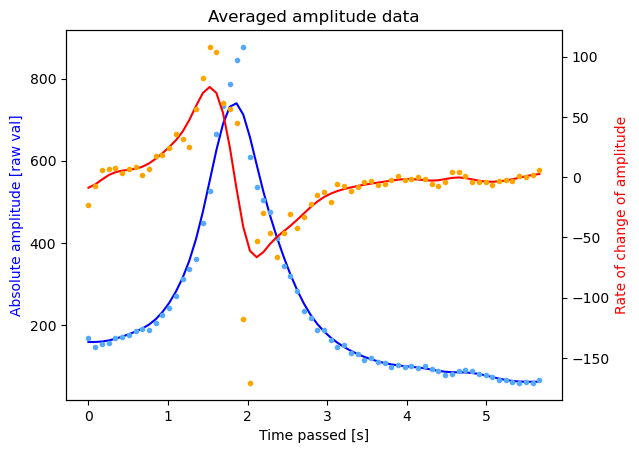 Averaged amplitude data
Absolute amplitude [raw val]
800
600
400
200
100
50
0
−50
−100
−150
Rate of change of amplitude
0 1 2 3 4 5
Time passed [s]